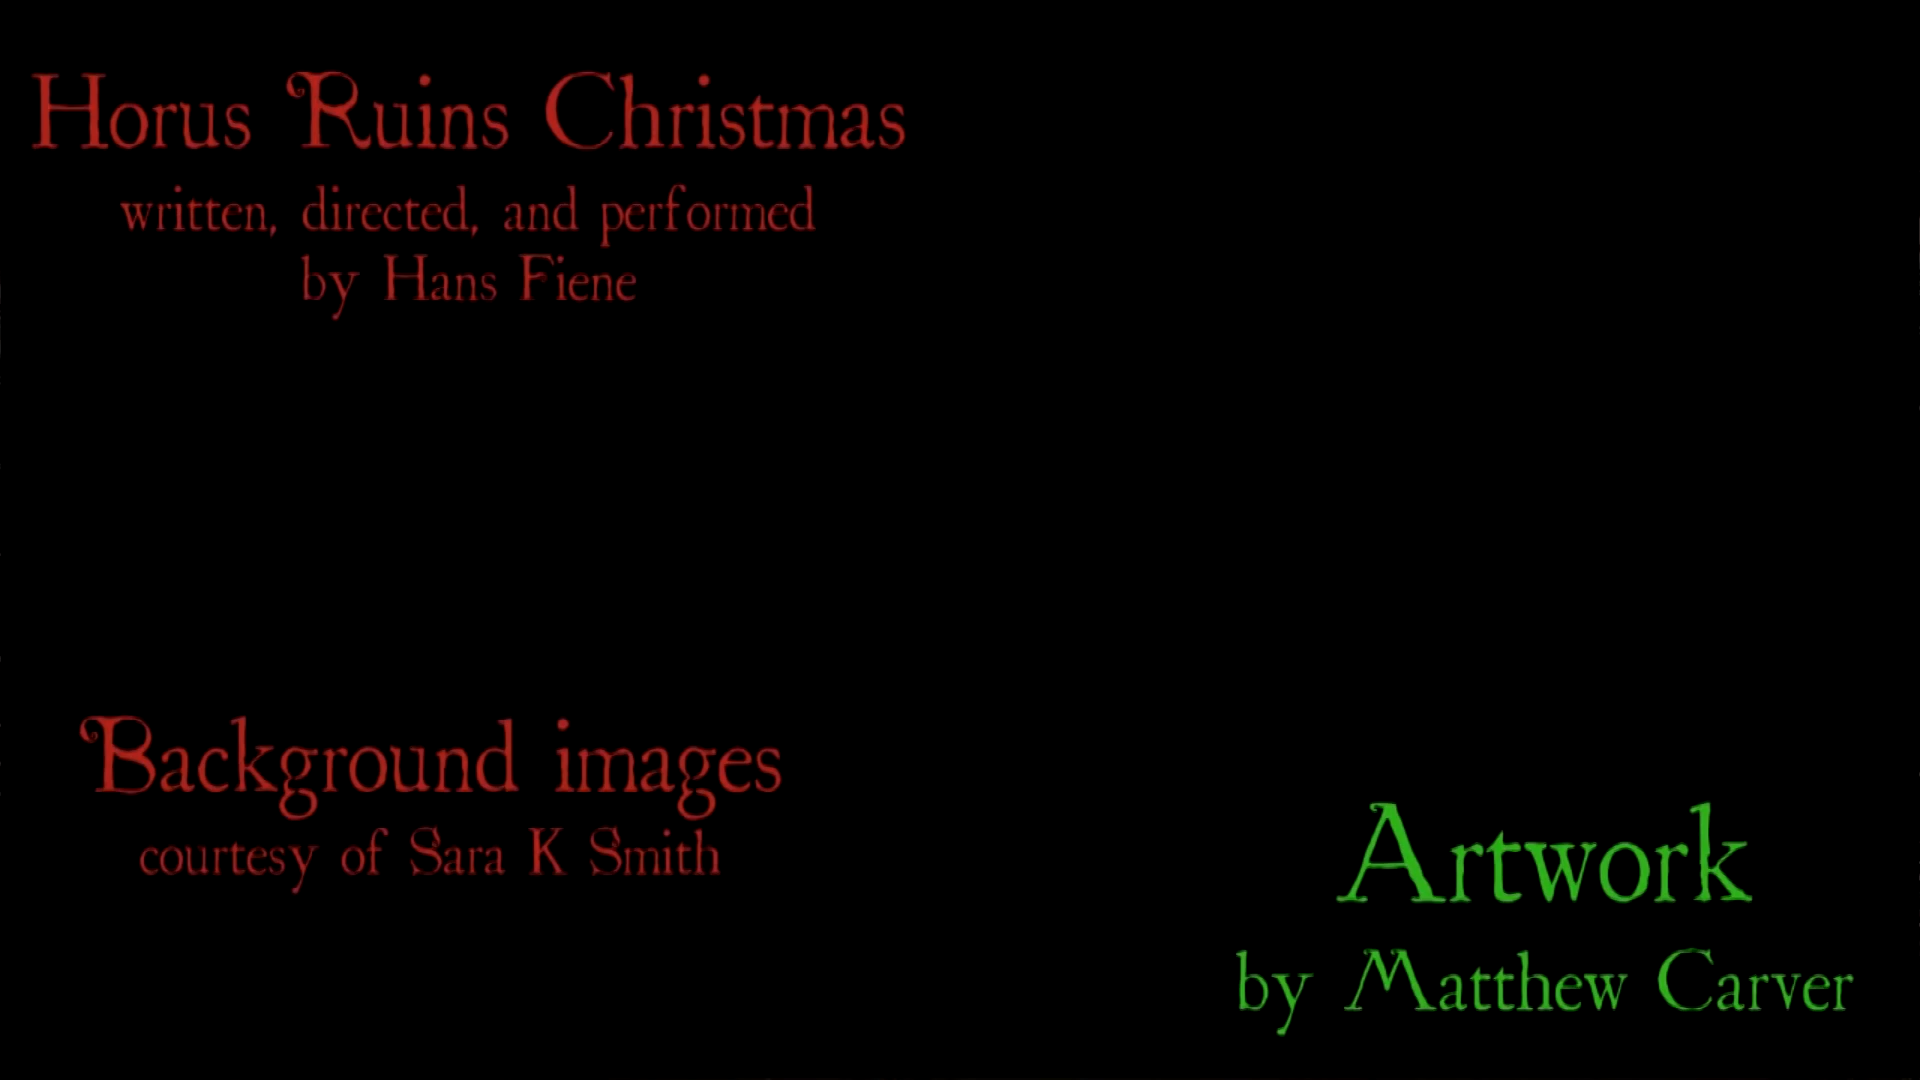 Horus Ruins Christmas
written, directed, and performed
by Hans Fiene
Background images
courtesy of Sara K Smith
Artwork
by Matthew Carver